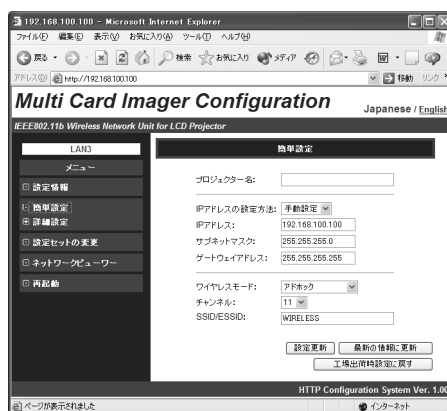 192.168.100.100 - Microsoft Internet Explorer
ファイル(F) 編集(E) 表示(V) お気に入り(A) ツール(T) ヘルプ(H)
戻る 検索 お気に入り メディア
アドレス(D) http://192.168.100.100 移動 リンク
Multi Card Imager Configuration
Japanese / English
IEEE802.11b Wireless Network Unit for LCD Projector
LAN3
メニュー
設定情報
簡単設定
詳細設定
設定セットの変更
ネットワークビューワー
再起動
簡単設定
プロジェクター名:
IPアドレスの設定方法: 手動設定
IPアドレス: 192.168.100.100
サブネットマスク: 255.255.255.0
ゲートウェイアドレス: 255.255.255.255
ワイヤレスモード: アドホック
チャンネル: 11
SSID/ESSID: WIRELESS
設定更新 最新の情報に更新
工場出荷時設定に戻す
HTTP Configuration System Ver. 1.00
ページが表示されました インターネット